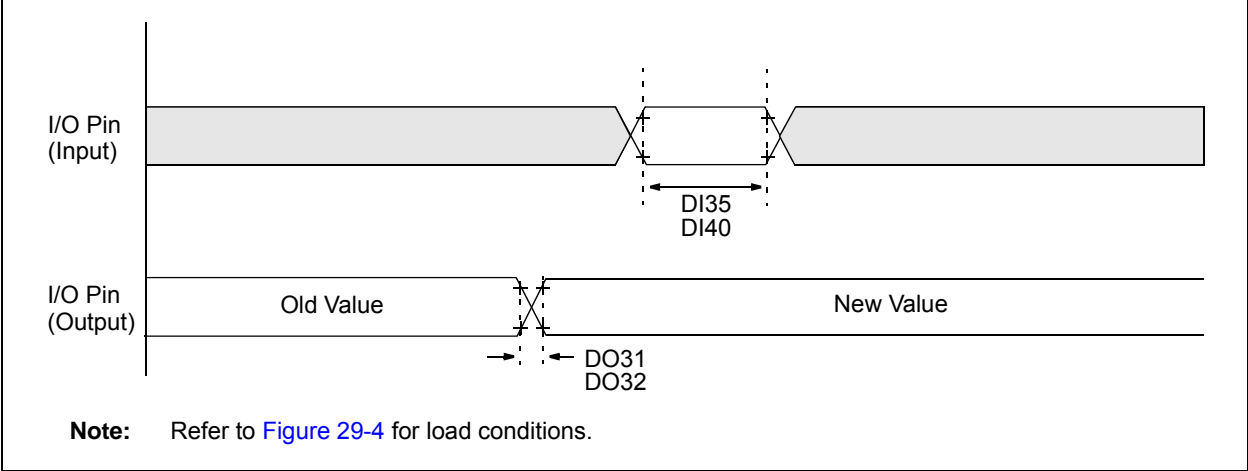 I/O Pin
(Input)
DI35
DI40
I/O Pin
(Output)
Old Value
New Value
DO31
DO32
Note: Refer to Figure 29-4 for load conditions.